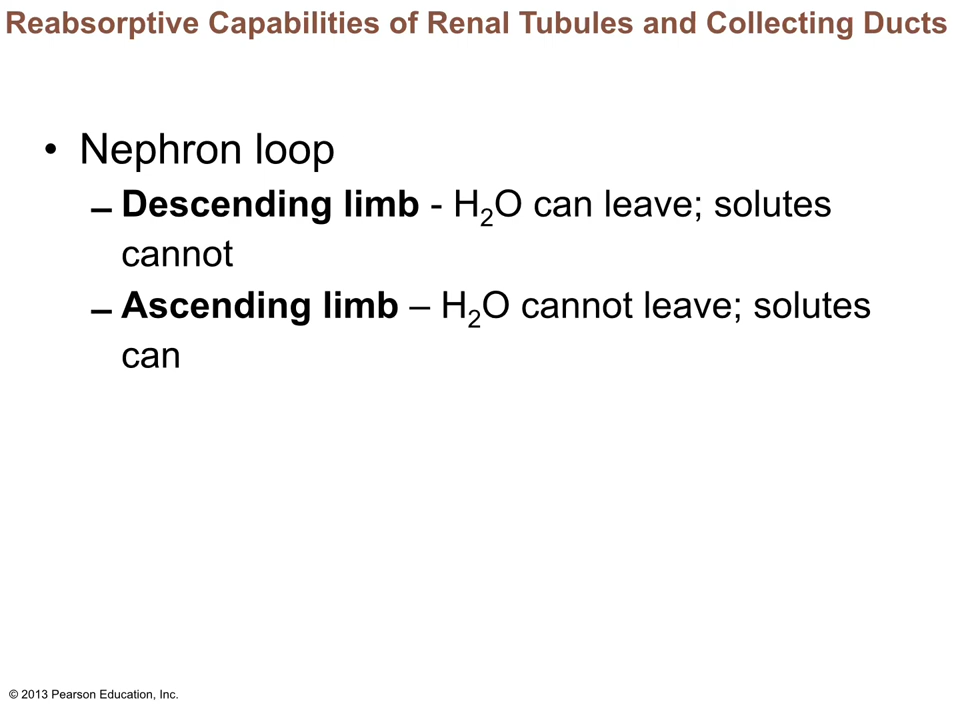 Reabsorptive Capabilities of Renal Tubules and Collecting Ducts
• Nephron loop
– Descending limb - H₂O can leave; solutes
cannot
– Ascending limb – H₂O cannot leave; solutes
can
© 2013 Pearson Education, Inc.